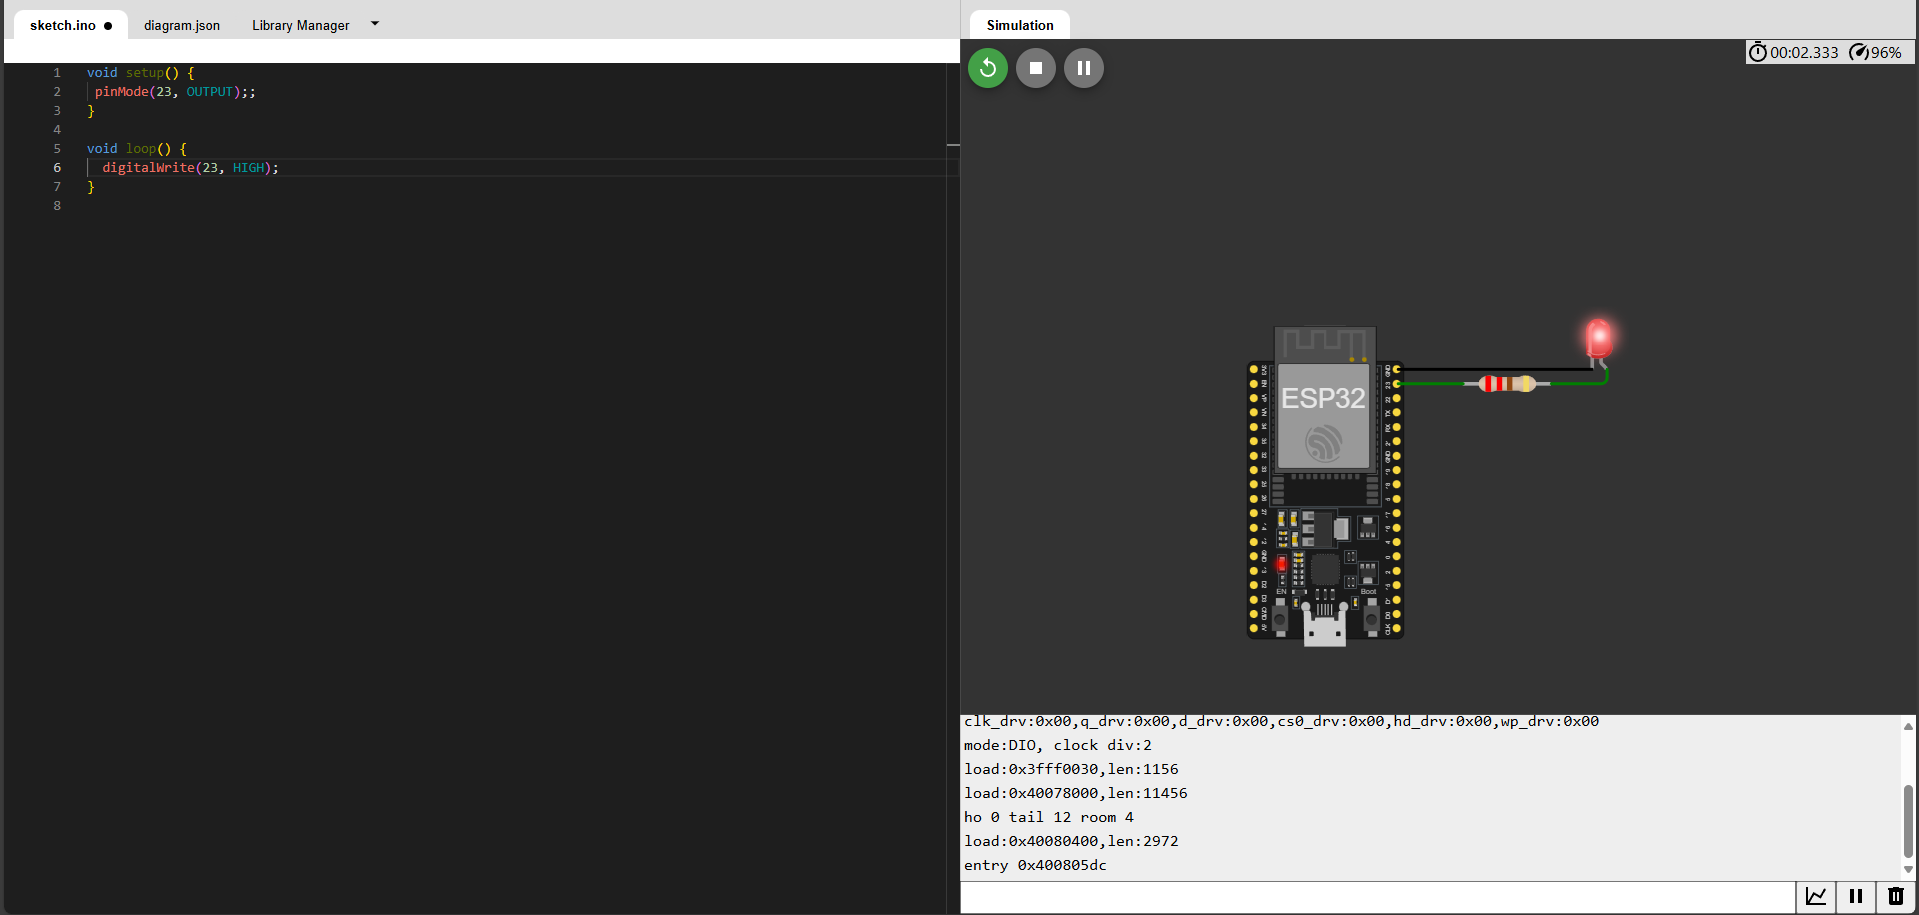 sketch.ino
diagram.json
Library Manager
1 void setup() {
2 pinMode(23, OUTPUT);;
3 }
4
5 void loop() {
6 digitalWrite(23, HIGH);
7 }
8
Simulation
00:02.333 96%
ESP32
EN
Boot
clk_drv:0x00,q_drv:0x00,d_drv:0x00,cs0_drv:0x00,hd_drv:0x00,wp_drv:0x00
mode:DIO, clock div:2
load:0x3fff0030,len:1156
load:0x40078000,len:11456
ho 0 tail 12 room 4
load:0x40080400,len:2972
entry 0x400805dc